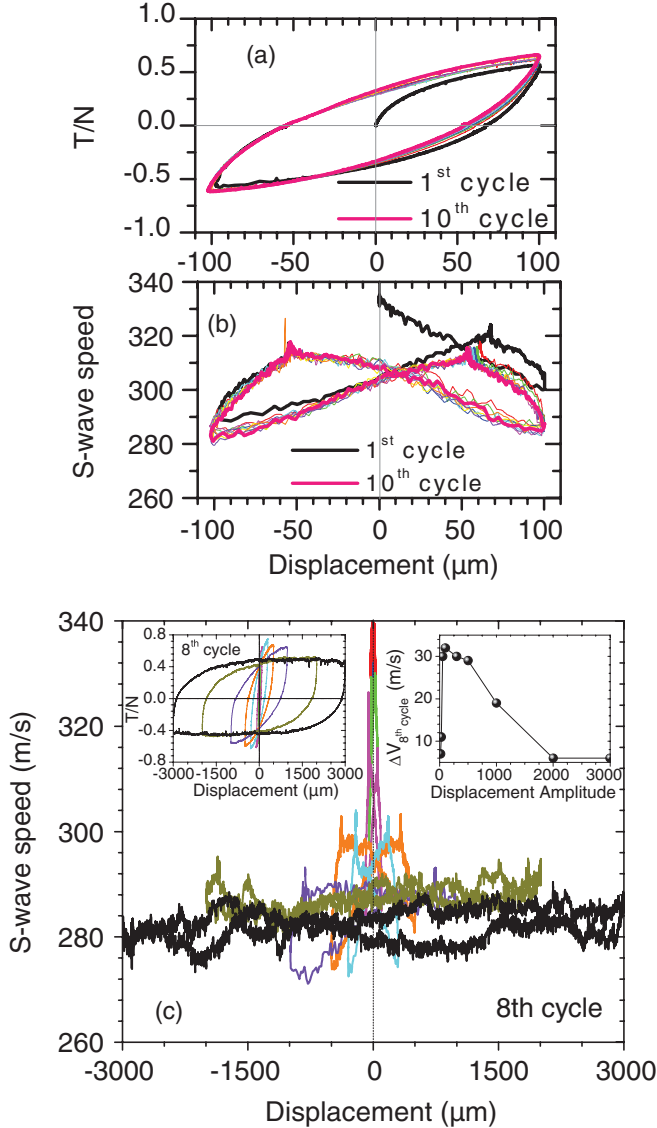 1.0
(a)
0.5
T/N
0.0
-0.5
1st cycle
10th cycle
-1.0
-100 -50 0 50 100
340
(b)
320
S-wave speed
300
280
1st cycle
10th cycle
260
-100 -50 0 50 100
Displacement (µm)
340
0.8
8th cycle
0.4
T/N
0.0
-0.4
-0.8
-3000 -1500 0 1500 3000
Displacement (µm)
30
20
10
ΔV8th cycle (m/s)
0 1000 2000 3000
Displacement Amplitude
320
S-wave speed (m/s)
300
280
(c)
8th cycle
260
-3000 -1500 0 1500 3000
Displacement (µm)